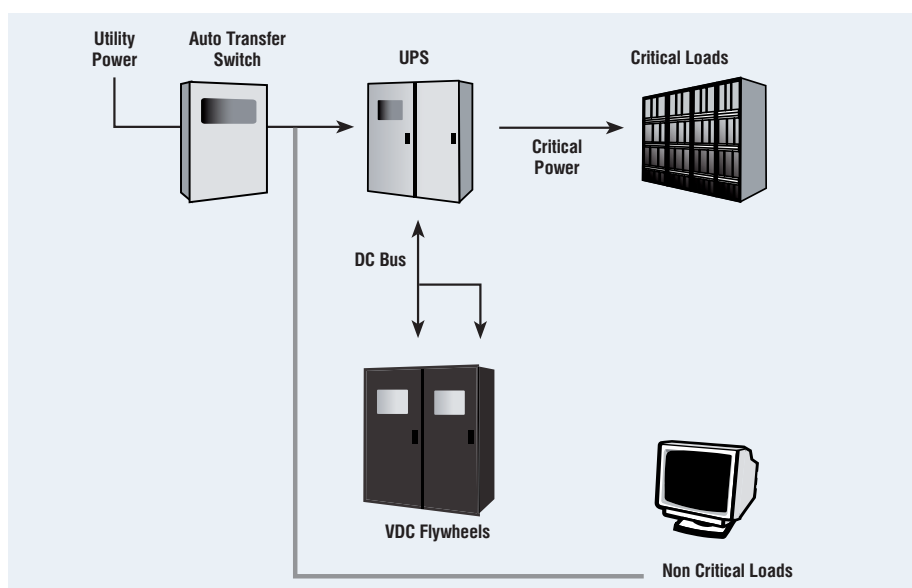 Utility
Power
Auto Transfer
Switch
UPS
Critical Loads
Critical
Power
DC Bus
VDC Flywheels
Non Critical Loads